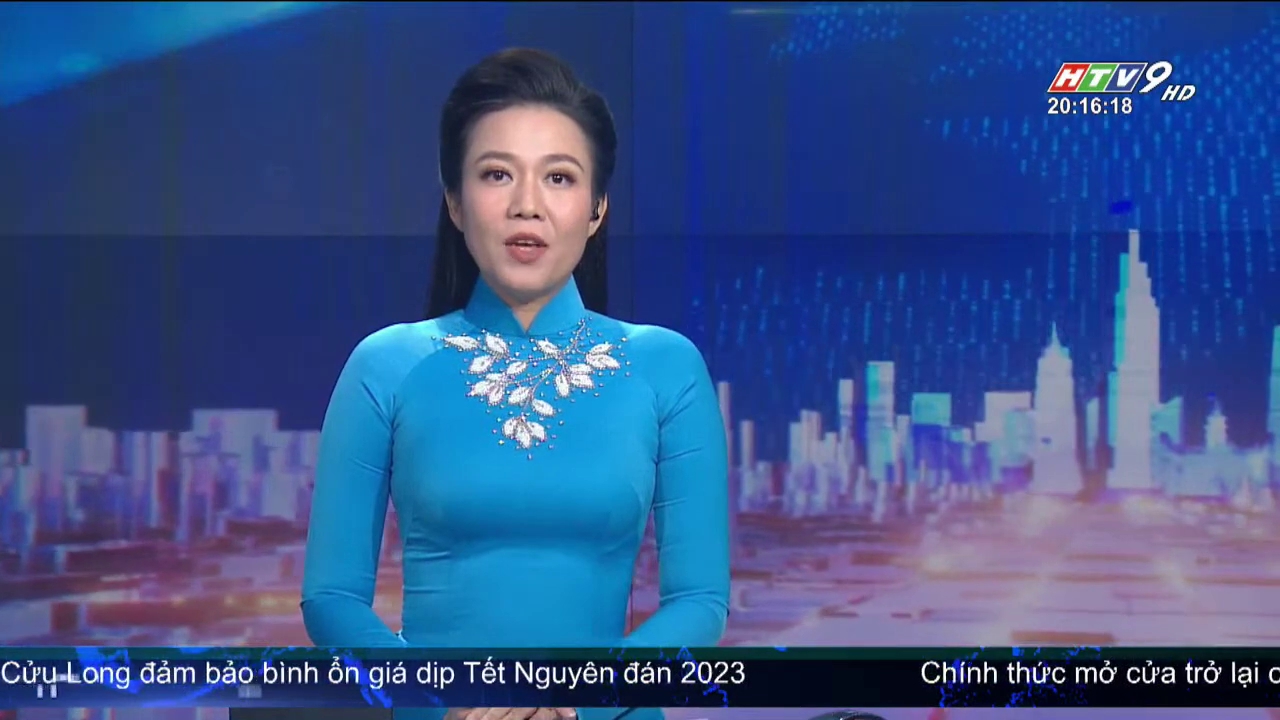 HTV9 HD
20:16:18
Cửu Long đảm bảo bình ổn giá dịp Tết Nguyên đán 2023 Chính thức mở cửa trở lại